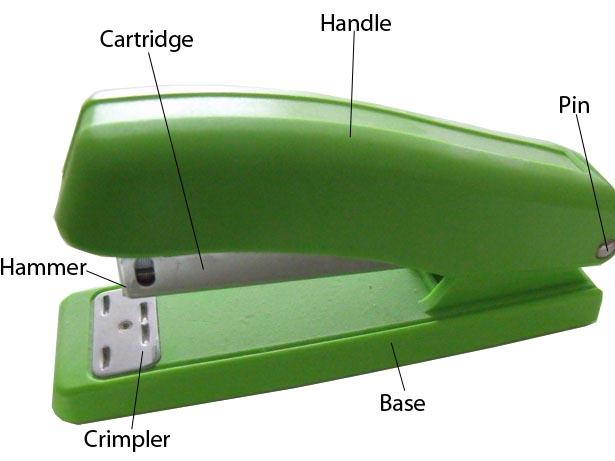 Handle
Cartridge
Pin
Hammer
Base
Crimpler